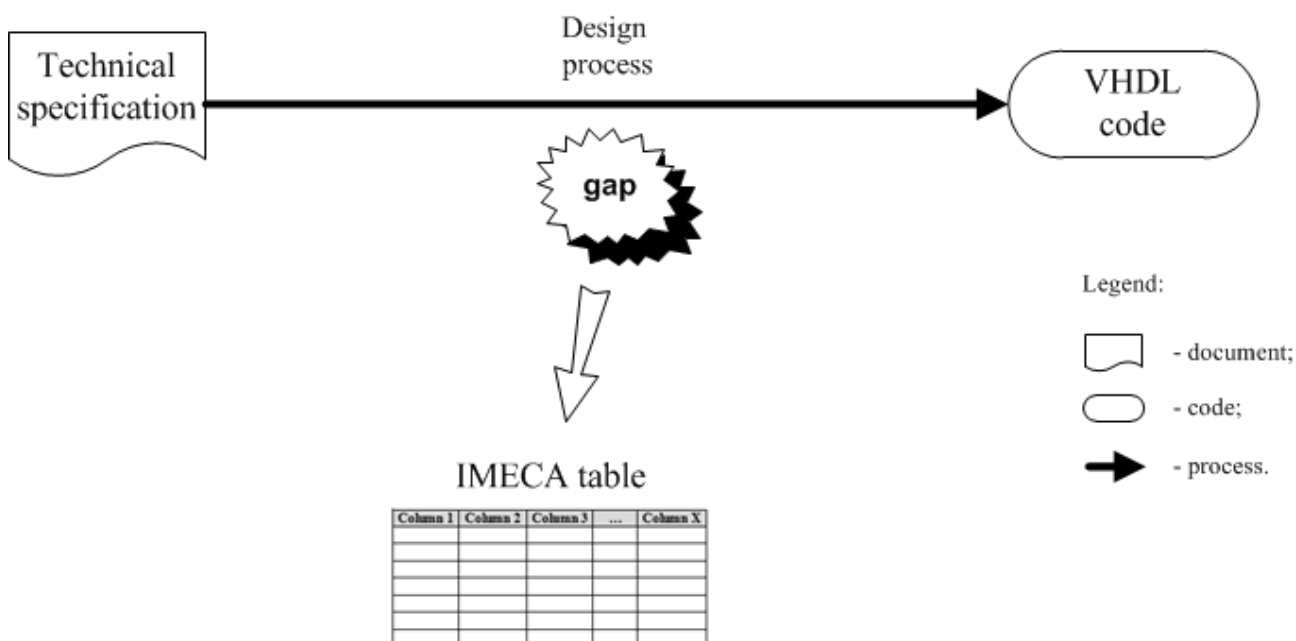 Design
process
Technical
specification
VHDL
code
gap
Legend:
- document;
- code;
- process.
IMECA table
Column 1 Column 2 Column 3 ... Column X